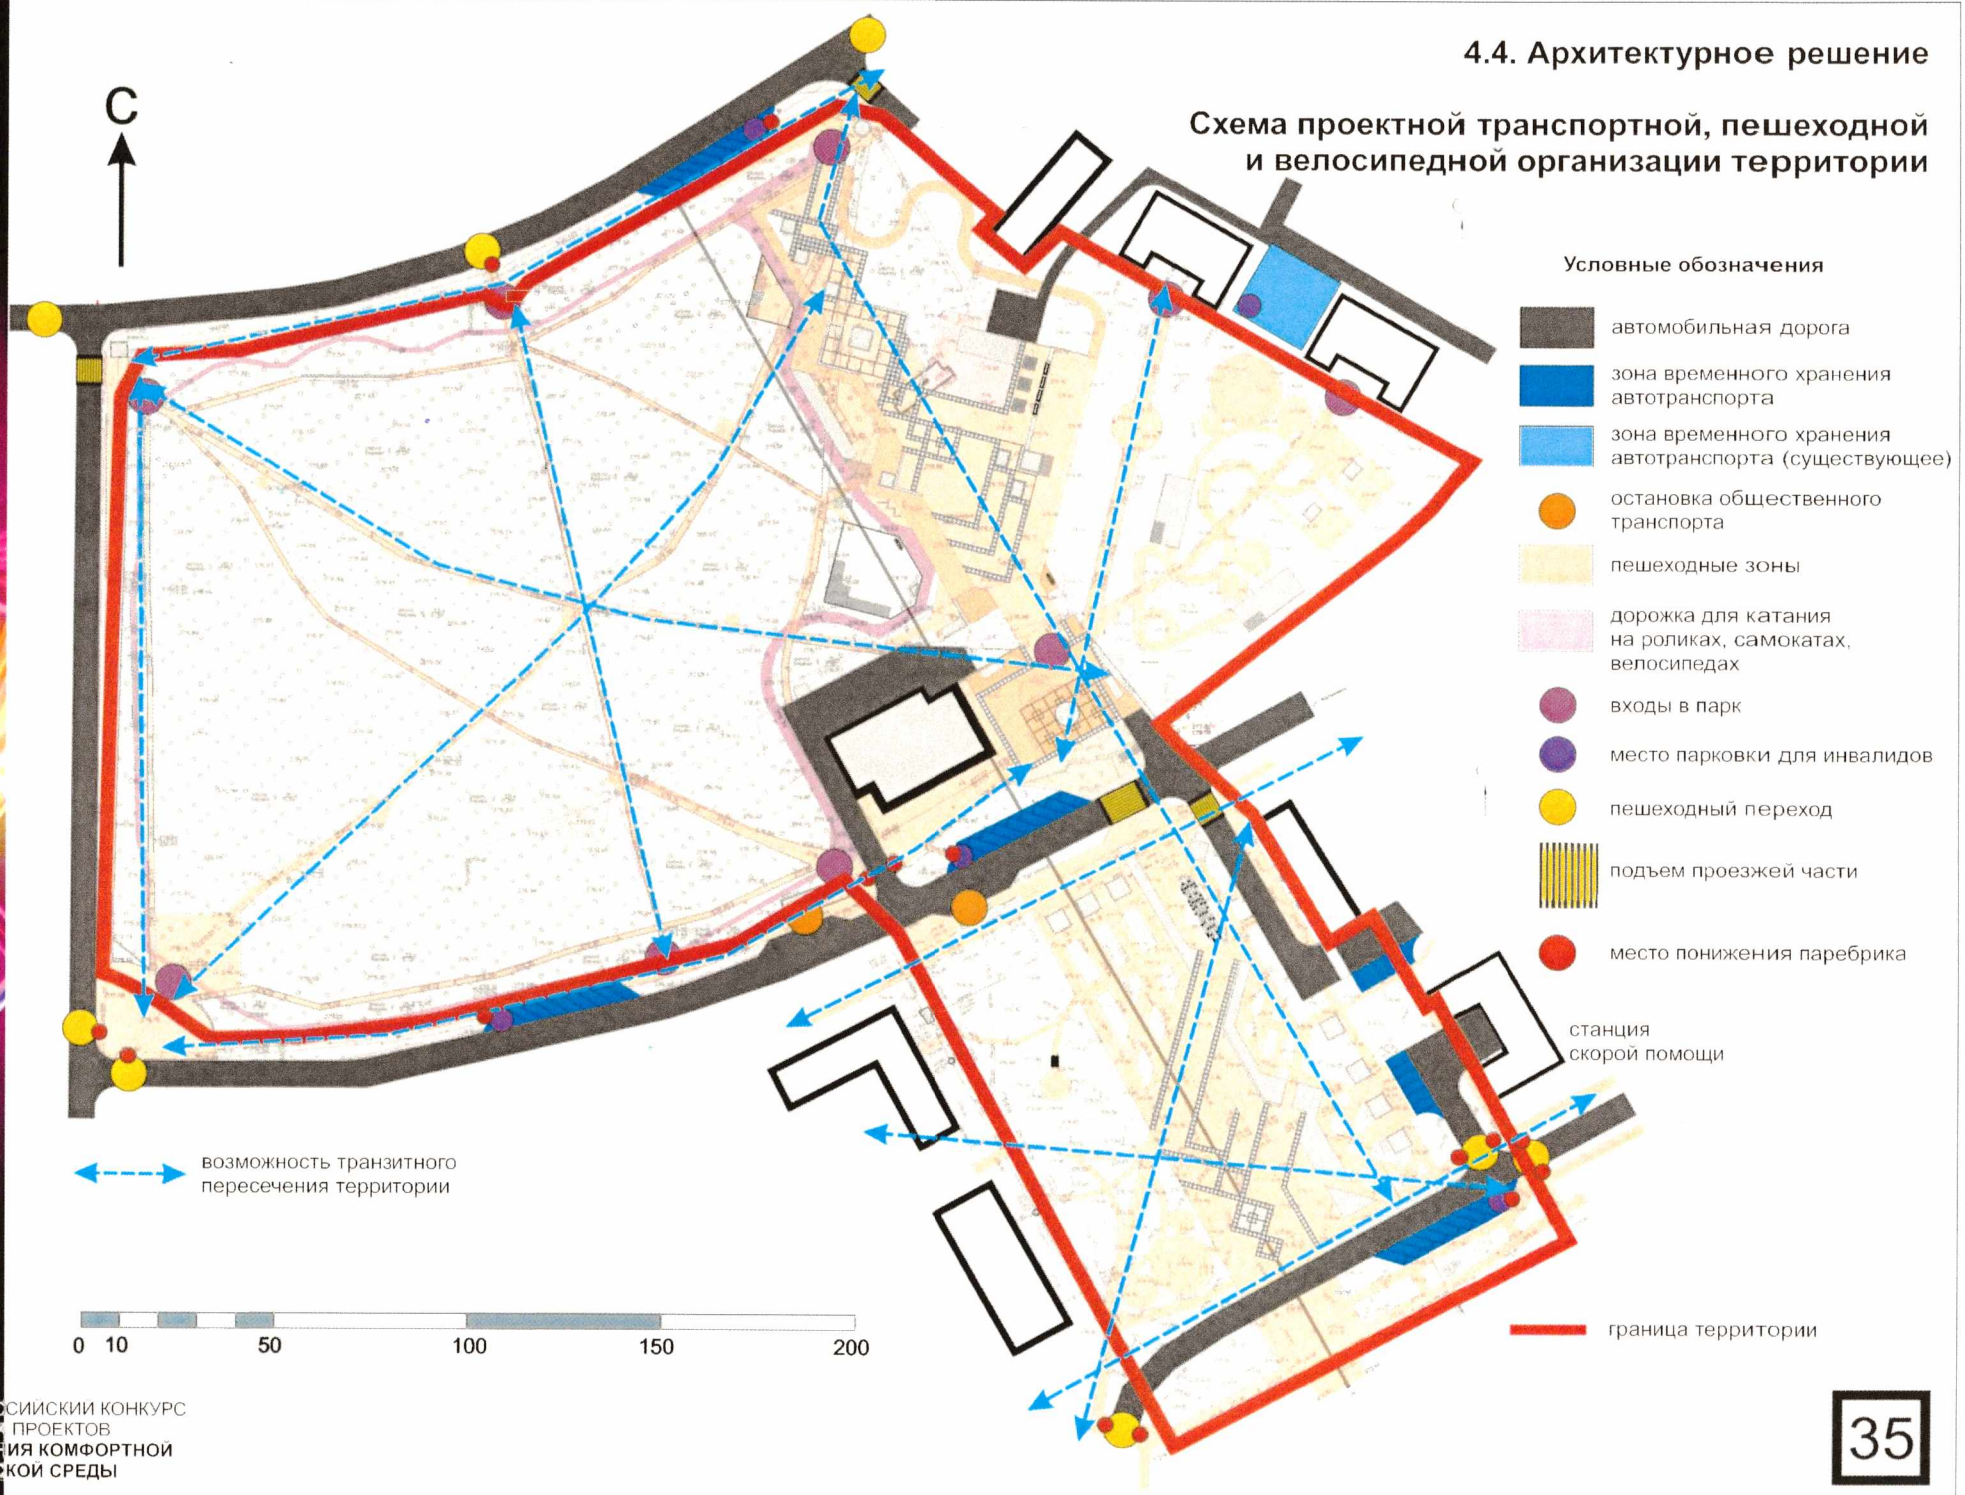 4.4. Архитектурное решение
Схема проектной транспортной, пешеходной
и велосипедной организации территории
С
Условные обозначения
автомобильная дорога
зона временного хранения
автотранспорта
зона временного хранения
автотранспорта (существующее)
остановка общественного
транспорта
пешеходные зоны
дорожка для катания
на роликах, самокатах,
велосипедах
входы в парк
место парковки для инвалидов
пешеходный переход
подъем проезжей части
место понижения паребрика
станция
скорой помощи
возможность транзитного
пересечения территории
граница территории
0 10 50 100 150 200
СИЙСКИЙ КОНКУРС
ПРОЕКТОВ
ИЯ КОМФОРТНОЙ
КОЙ СРЕДЫ
35